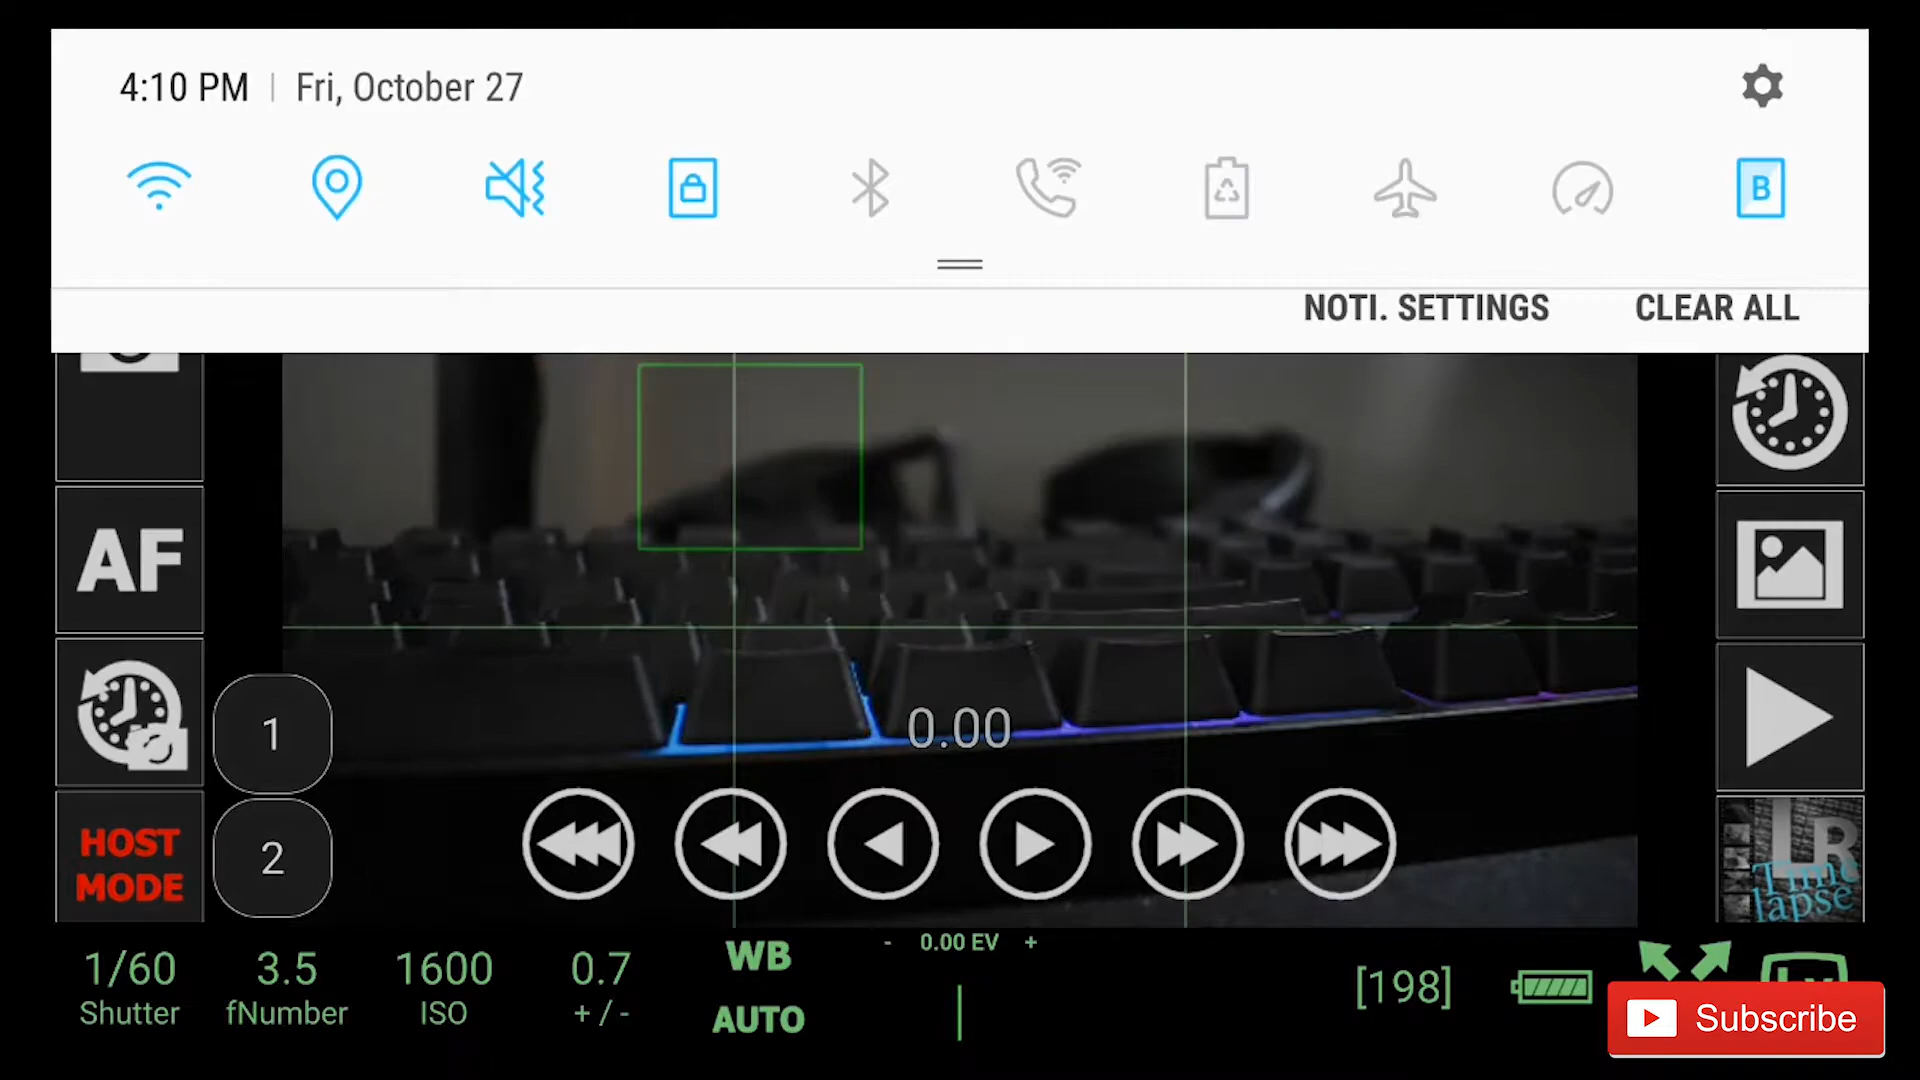 4:10 PM | Fri, October 27
B
NOTI. SETTINGS CLEAR ALL
AF
1
0.00
HOST
MODE
2
LR
Time
lapse
1/60 3.5 1600 0.7 WB - 0.00 EV +
Shutter fNumber ISO + / - AUTO
[198]
Subscribe